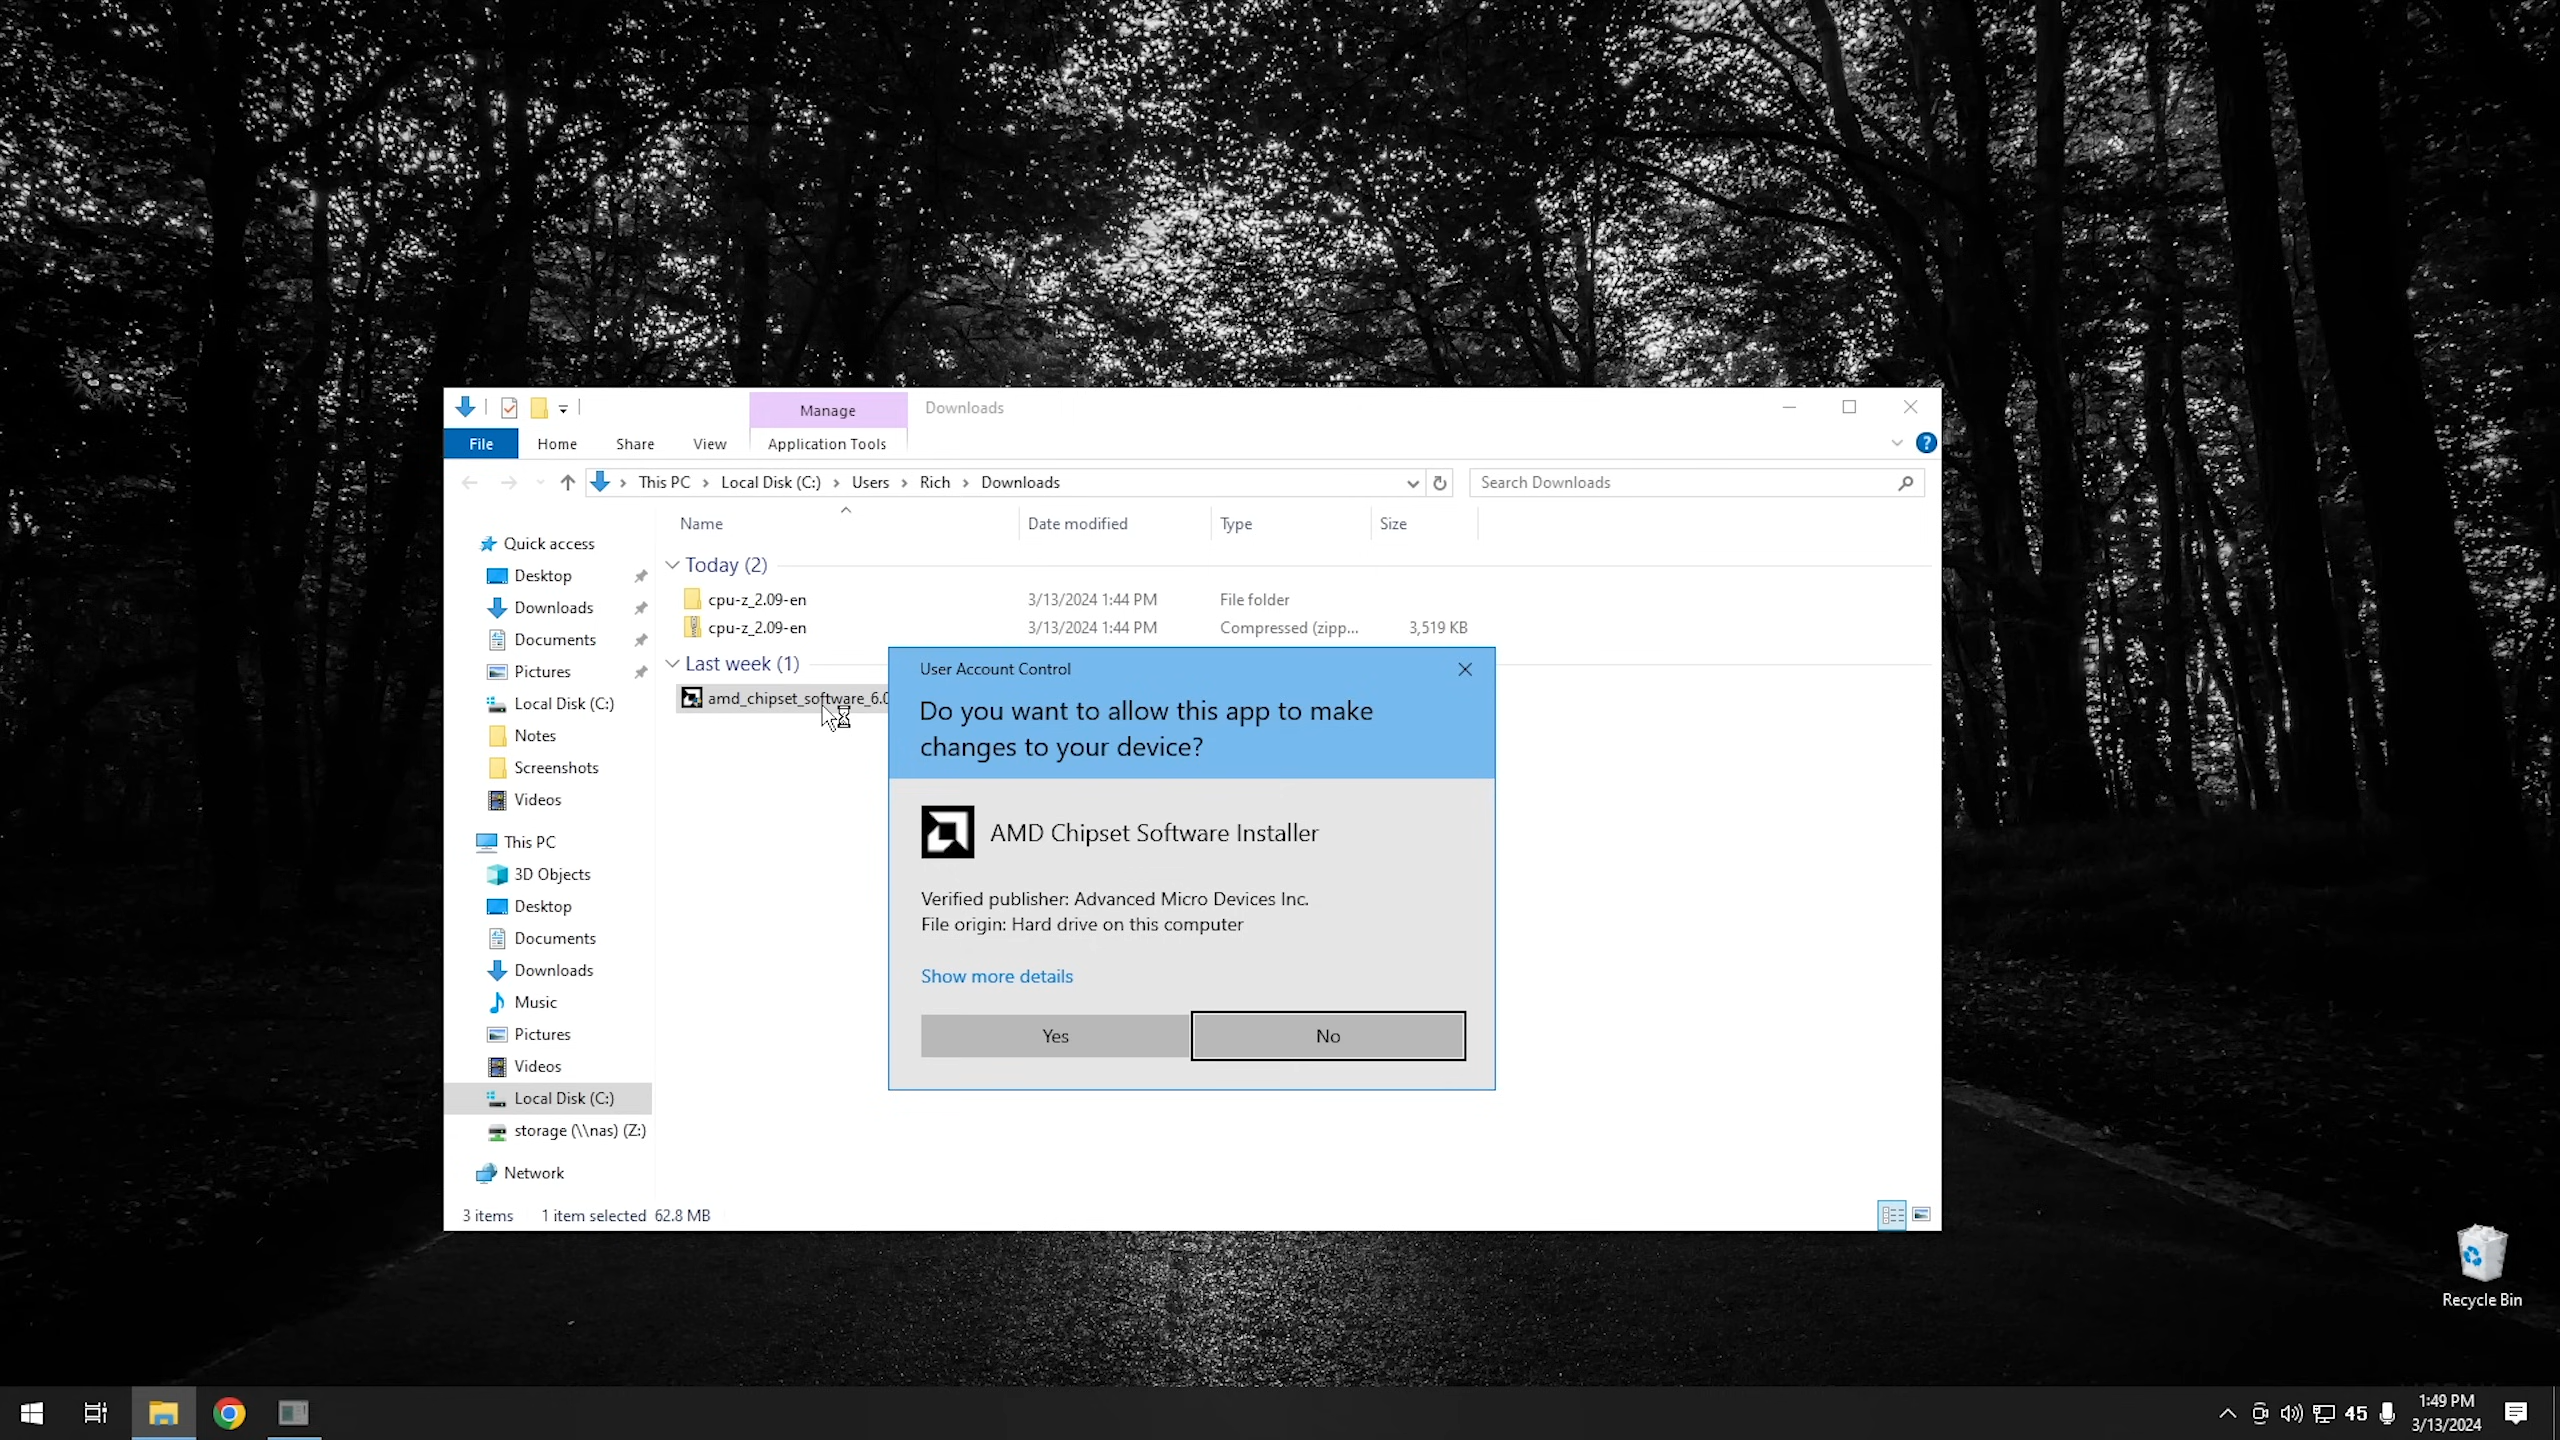 Manage
Downloads
File
Home
Share
View
Application Tools
This PC
Local Disk (C:)
Users
Rich
Downloads
Search Downloads
Name
Date modified
Type
Size
Quick access
Desktop
Downloads
Documents
Pictures
Local Disk (C:)
Notes
Screenshots
Videos
This PC
3D Objects
Desktop
Documents
Downloads
Music
Pictures
Videos
Local Disk (C:)
storage (\\nas) (Z:)
Network
Today (2)
cpu-z_2.09-en 3/13/2024 1:44 PM File folder
cpu-z_2.09-en 3/13/2024 1:44 PM Compressed (zipp... 3,519 KB
Last week (1)
amd_chipset_software_6.0
User Account Control
Do you want to allow this app to make
changes to your device?
AMD Chipset Software Installer
Verified publisher: Advanced Micro Devices Inc.
File origin: Hard drive on this computer
Show more details
Yes
No
3 items 1 item selected 62.8 MB
Recycle Bin
45
1:49 PM
3/13/2024